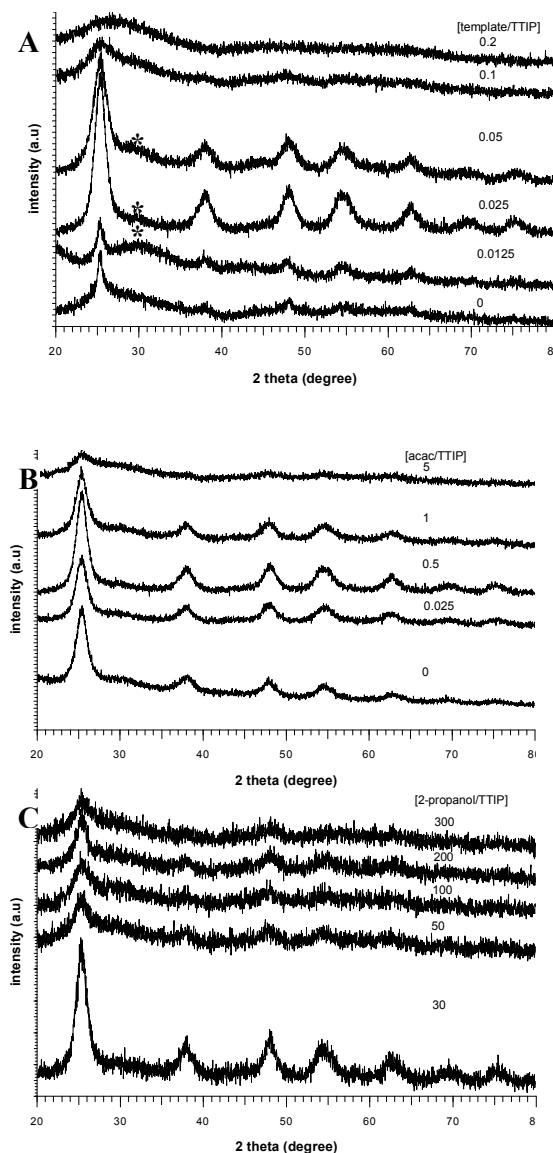 A
[template/TTIP]
0.2
0.1
0.05
*
0.025
*
*
0.0125
0
intensity (a.u)
20 30 40 50 60 70 80
2 theta (degree)
B
[acac/TTIP]
5
1
0.5
0.025
0
intensity (a.u)
20 30 40 50 60 70 80
2 theta (degree)
C
[2-propanol/TTIP]
300
200
100
50
30
intensity (a.u)
20 30 40 50 60 70 80
2 theta (degree)